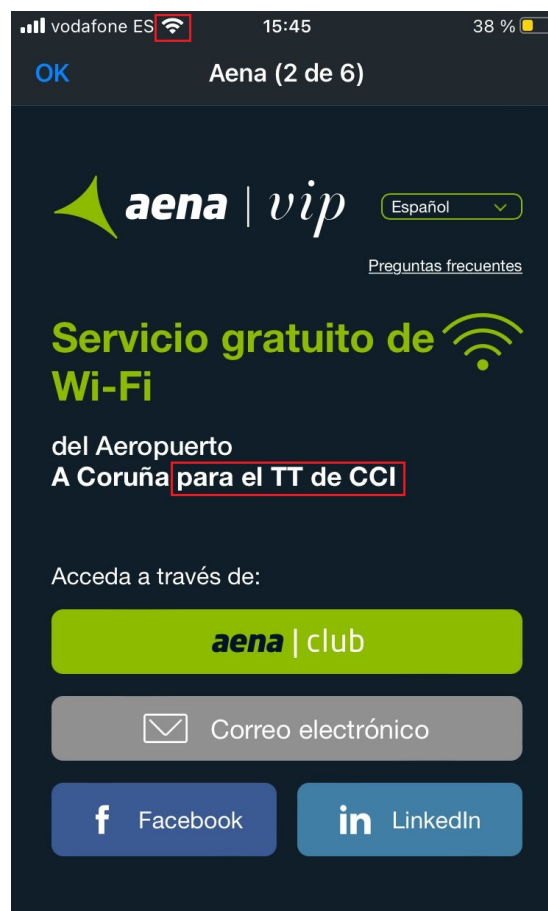 vodafone ES 15:45 38 %
OK Aena (2 de 6)
aena | vip Español
Preguntas frecuentes
Servicio gratuito de
Wi-Fi
del Aeropuerto
A Coruña para el TT de CCI
Acceda a través de:
aena | club
Correo electrónico
f Facebook in LinkedIn